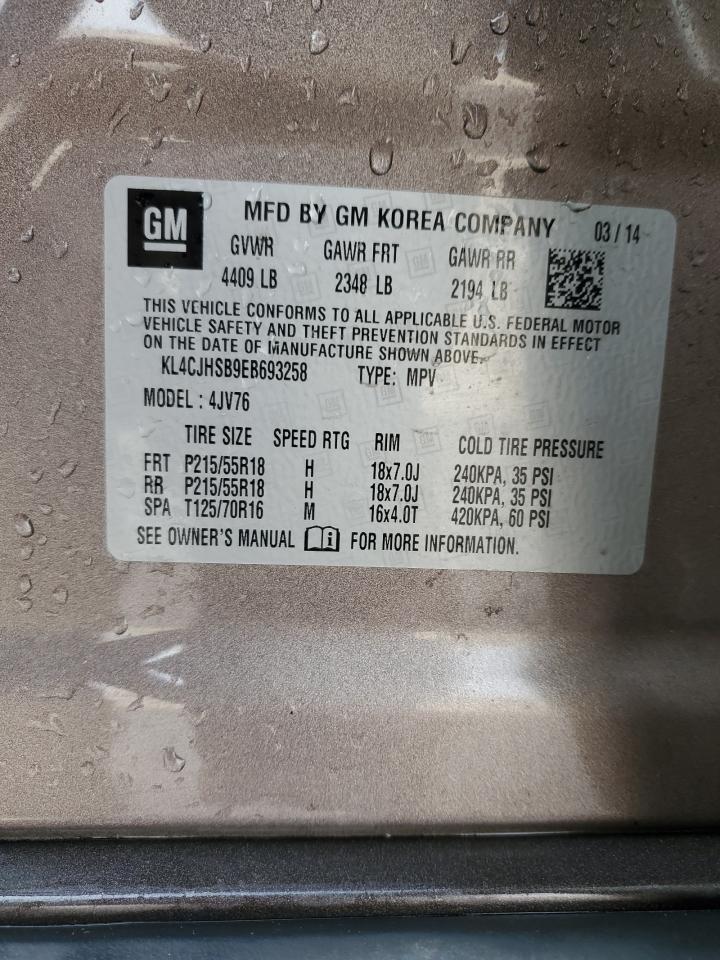 GM
MFD BY GM KOREA COMPANY 03 / 14
GVWR GAWR FRT GAWR RR
4409 LB 2348 LB 2194 LB
THIS VEHICLE CONFORMS TO ALL APPLICABLE U.S. FEDERAL MOTOR
VEHICLE SAFETY AND THEFT PREVENTION STANDARDS IN EFFECT
ON THE DATE OF MANUFACTURE SHOWN ABOVE.
KL4CJHSB9EB693258 TYPE: MPV
MODEL : 4JV76
TIRE SIZE SPEED RTG RIM COLD TIRE PRESSURE
FRT P215/55R18 H 18x7.0J 240KPA, 35 PSI
RR P215/55R18 H 18x7.0J 240KPA, 35 PSI
SPA T125/70R16 M 16x4.0T 420KPA, 60 PSI
SEE OWNER'S MANUAL i FOR MORE INFORMATION.